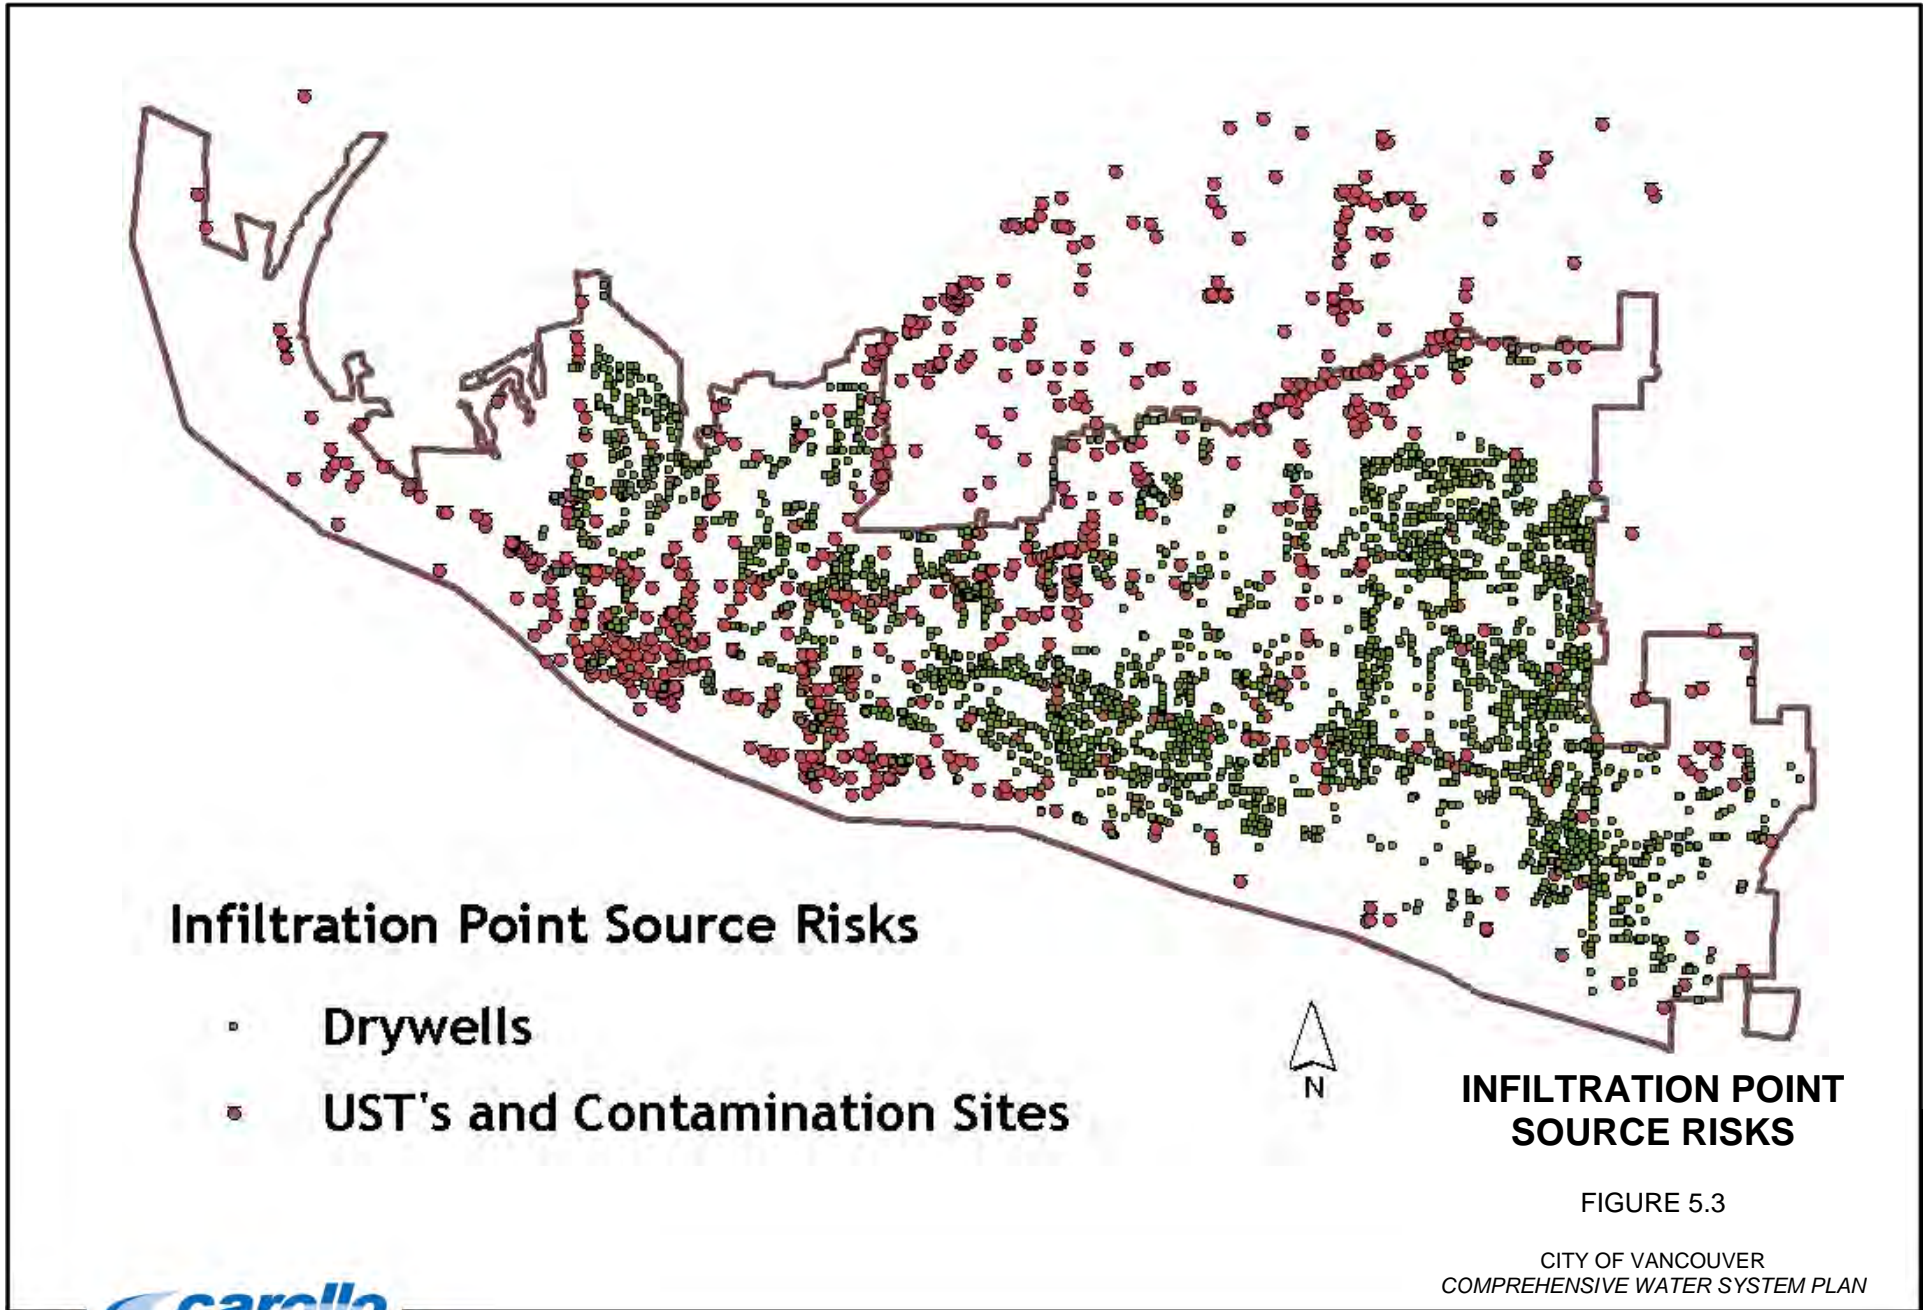 Infiltration Point Source Risks
Drywells
UST's and Contamination Sites
N
INFILTRATION POINT
SOURCE RISKS
FIGURE 5.3
CITY OF VANCOUVER
COMPREHENSIVE WATER SYSTEM PLAN
carollo